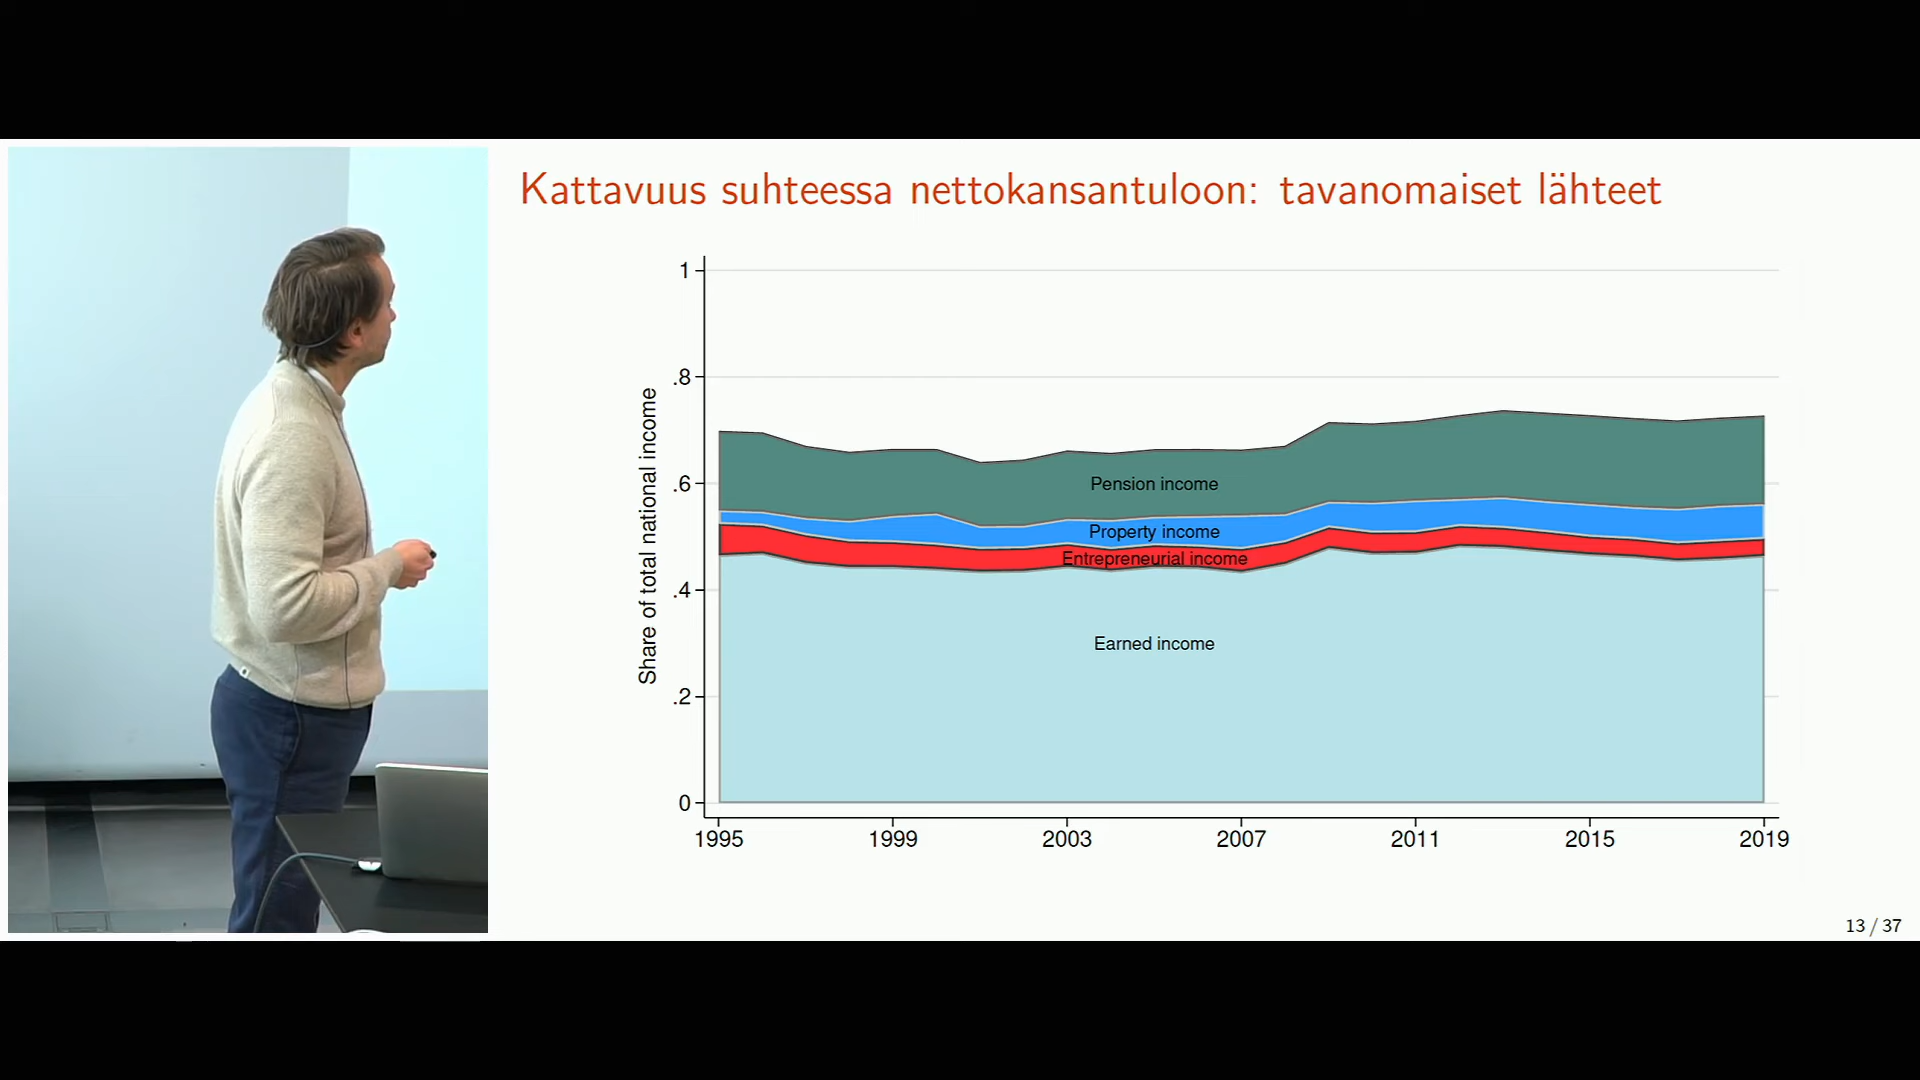 Kattavuus suhteessa nettokansantuloon: tavanomaiset lähteet
Share of total national income
1
.8
.6
.4
.2
0
Pension income
Property income
Entrepreneurial income
Earned income
1995
1999
2003
2007
2011
2015
2019
13 / 37